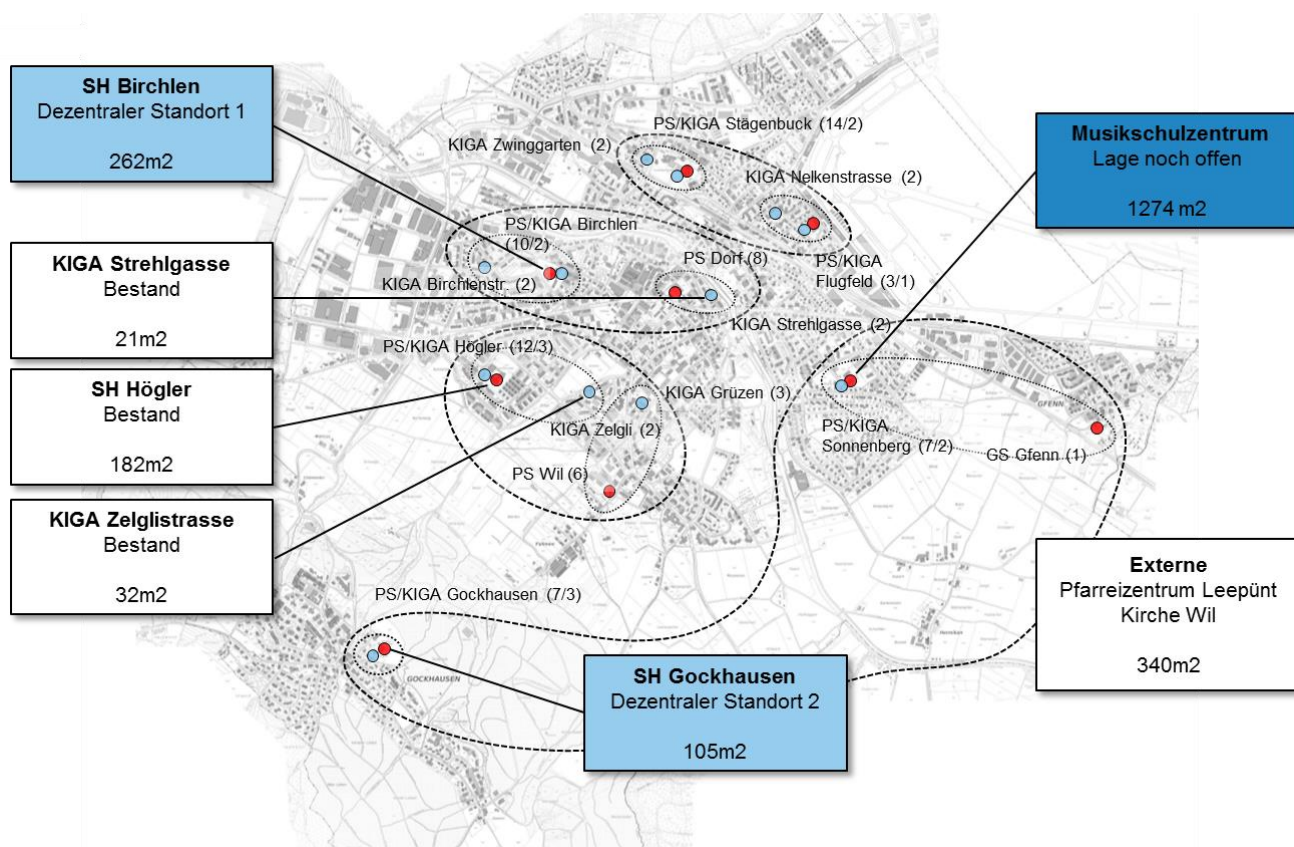 SH Birchlen
Dezentraler Standort 1
262m2
KIGA Strehlgasse
Bestand
21m2
SH Högler
Bestand
182m2
KIGA Zelglistrasse
Bestand
32m2
PS/KIGA Stägenbuck (14/2)
KIGA Zwinggarten (2)
KIGA Nelkenstrasse (2)
PS/KIGA Birchlen
(10/2)
PS Dorf (8)
PS/KIGA
Flugfeld (3/1)
KIGA Birchlenstr. (2)
KIGA Strehlgasse (2)
PS/KIGA Högler (12/3)
KIGA Grüzen (3)
KIGA Zelgli (2)
PS Wil (6)
PS/KIGA
Sonnenberg (7/2)
GFENN
GS Gfenn (1)
PS/KIGA Gockhausen (7/3)
GOCKHAUSEN
Musikschulzentrum
Lage noch offen
1274 m2
Externe
Pfarreizentrum Leepünt
Kirche Wil
340m2
SH Gockhausen
Dezentraler Standort 2
105m2